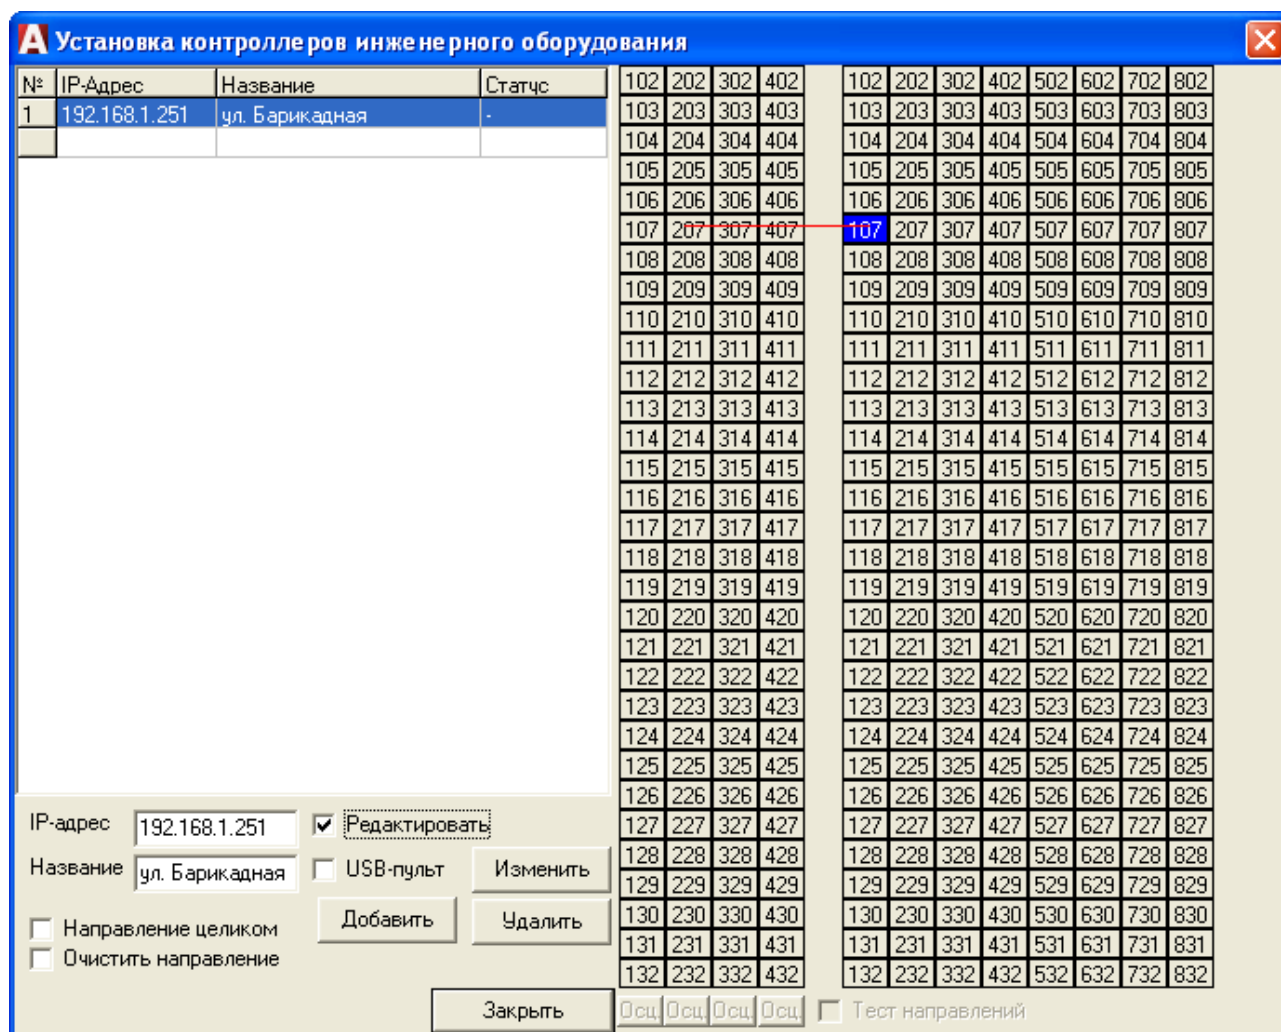 Установка контроллеров инженерного оборудования
№ IP-Адрес Название Статус
1 192.168.1.251 ул. Барикадная -
102 202 302 402 102 202 302 402 502 602 702 802
103 203 303 403 103 203 303 403 503 603 703 803
104 204 304 404 104 204 304 404 504 604 704 804
105 205 305 405 105 205 305 405 505 605 705 805
106 206 306 406 106 206 306 406 506 606 706 806
107 207 307 407 107 207 307 407 507 607 707 807
108 208 308 408 108 208 308 408 508 608 708 808
109 209 309 409 109 209 309 409 509 609 709 809
110 210 310 410 110 210 310 410 510 610 710 810
111 211 311 411 111 211 311 411 511 611 711 811
112 212 312 412 112 212 312 412 512 612 712 812
113 213 313 413 113 213 313 413 513 613 713 813
114 214 314 414 114 214 314 414 514 614 714 814
115 215 315 415 115 215 315 415 515 615 715 815
116 216 316 416 116 216 316 416 516 616 716 816
117 217 317 417 117 217 317 417 517 617 717 817
118 218 318 418 118 218 318 418 518 618 718 818
119 219 319 419 119 219 319 419 519 619 719 819
120 220 320 420 120 220 320 420 520 620 720 820
121 221 321 421 121 221 321 421 521 621 721 821
122 222 322 422 122 222 322 422 522 622 722 822
123 223 323 423 123 223 323 423 523 623 723 823
124 224 324 424 124 224 324 424 524 624 724 824
125 225 325 425 125 225 325 425 525 625 725 825
126 226 326 426 126 226 326 426 526 626 726 826
127 227 327 427 127 227 327 427 527 627 727 827
128 228 328 428 128 228 328 428 528 628 728 828
129 229 329 429 129 229 329 429 529 629 729 829
130 230 330 430 130 230 330 430 530 630 730 830
131 231 331 431 131 231 331 431 531 631 731 831
132 232 332 432 132 232 332 432 532 632 732 832
IP-адрес 192.168.1.251 Редактировать
Название ул. Барикадная USB-пульт Изменить
Направление целиком Добавить Удалить
Очистить направление
Закрыть Осц. Осц. Осц. Осц. Тест направлений